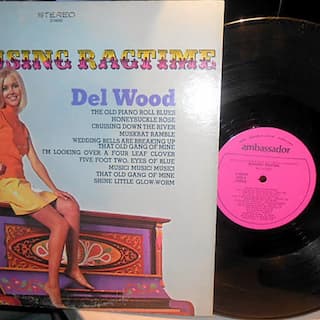 STEREO
USING RAGTIME
Del Wood
THE OLD PIANO ROLL BLUES
HONEYSUCKLE ROSE
CRUISING DOWN THE RIVER
MUSKRAT RAMBLE
WEDDING BELLS ARE BREAKING UP
THAT OLD GANG OF MINE
I'M LOOKING OVER A FOUR LEAF CLOVER
FIVE FOOT TWO, EYES OF BLUE
MUSIC! MUSIC! MUSIC!
THAT OLD GANG OF MINE
SHINE LITTLE GLOW-WORM
ambassador